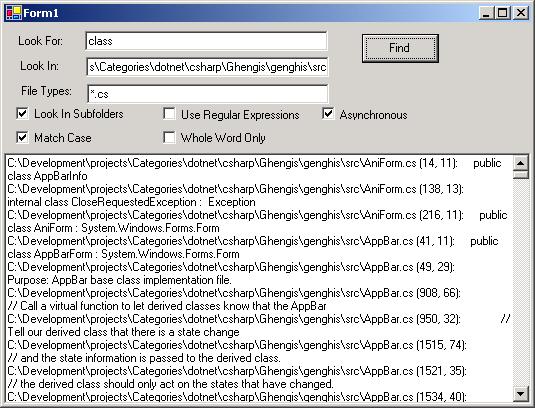 Form1
Look For: class
Find
Look In: s\Categories\dotnet\csharp\Ghengis\genghis\src
File Types: *.cs
Look In Subfolders Use Regular Expressions Asynchronous
Match Case Whole Word Only
C:\Development\projects\Categories\dotnet\csharp\Ghengis\genghis\src\AniForm.cs (14, 11): public
class AppBarInfo
C:\Development\projects\Categories\dotnet\csharp\Ghengis\genghis\src\AniForm.cs (138, 13):
internal class CloseRequestedException : Exception
C:\Development\projects\Categories\dotnet\csharp\Ghengis\genghis\src\AniForm.cs (216, 11): public
class AniForm : System.Windows.Forms.Form
C:\Development\projects\Categories\dotnet\csharp\Ghengis\genghis\src\AppBar.cs (41, 11): public
class AppBarForm : System.Windows.Forms.Form
C:\Development\projects\Categories\dotnet\csharp\Ghengis\genghis\src\AppBar.cs (49, 29):
Purpose: AppBar base class implementation file.
C:\Development\projects\Categories\dotnet\csharp\Ghengis\genghis\src\AppBar.cs (908, 66):
// Call a virtual function to let derived classes know that the AppBar
C:\Development\projects\Categories\dotnet\csharp\Ghengis\genghis\src\AppBar.cs (950, 32): //
Tell our derived class that there is a state change
C:\Development\projects\Categories\dotnet\csharp\Ghengis\genghis\src\AppBar.cs (1515, 74):
// and the state information is passed to the derived class.
C:\Development\projects\Categories\dotnet\csharp\Ghengis\genghis\src\AppBar.cs (1521, 35):
// the derived class should only act on the states that have changed.
C:\Development\projects\Categories\dotnet\csharp\Ghengis\genghis\src\AppBar.cs (1534, 40):